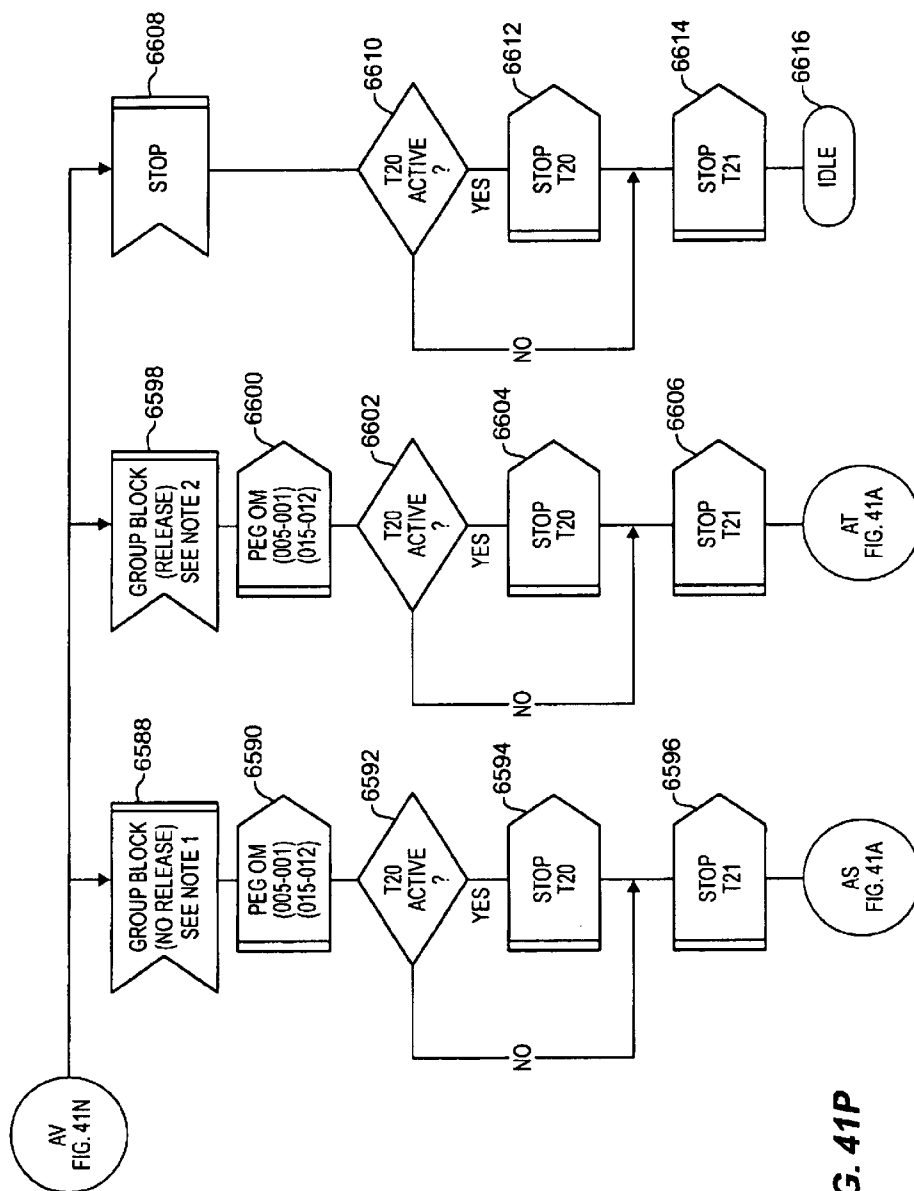 AV
FIG. 41N
GROUP BLOCK
(NO RELEASE)
SEE NOTE 1
6588
PEG OM
(005-001)
(015-012)
6590
T20
ACTIVE
?
6592
YES
NO
STOP
T20
6594
STOP
T21
6596
AS
FIG. 41A
GROUP BLOCK
(RELEASE)
SEE NOTE 2
6598
PEG OM
(005-001)
(015-012)
6600
T20
ACTIVE
?
6602
YES
NO
STOP
T20
6604
STOP
T21
6606
AT
FIG. 41A
STOP
6608
T20
ACTIVE
?
6610
YES
NO
STOP
T20
6612
STOP
T21
6614
IDLE
6616
G. 41P